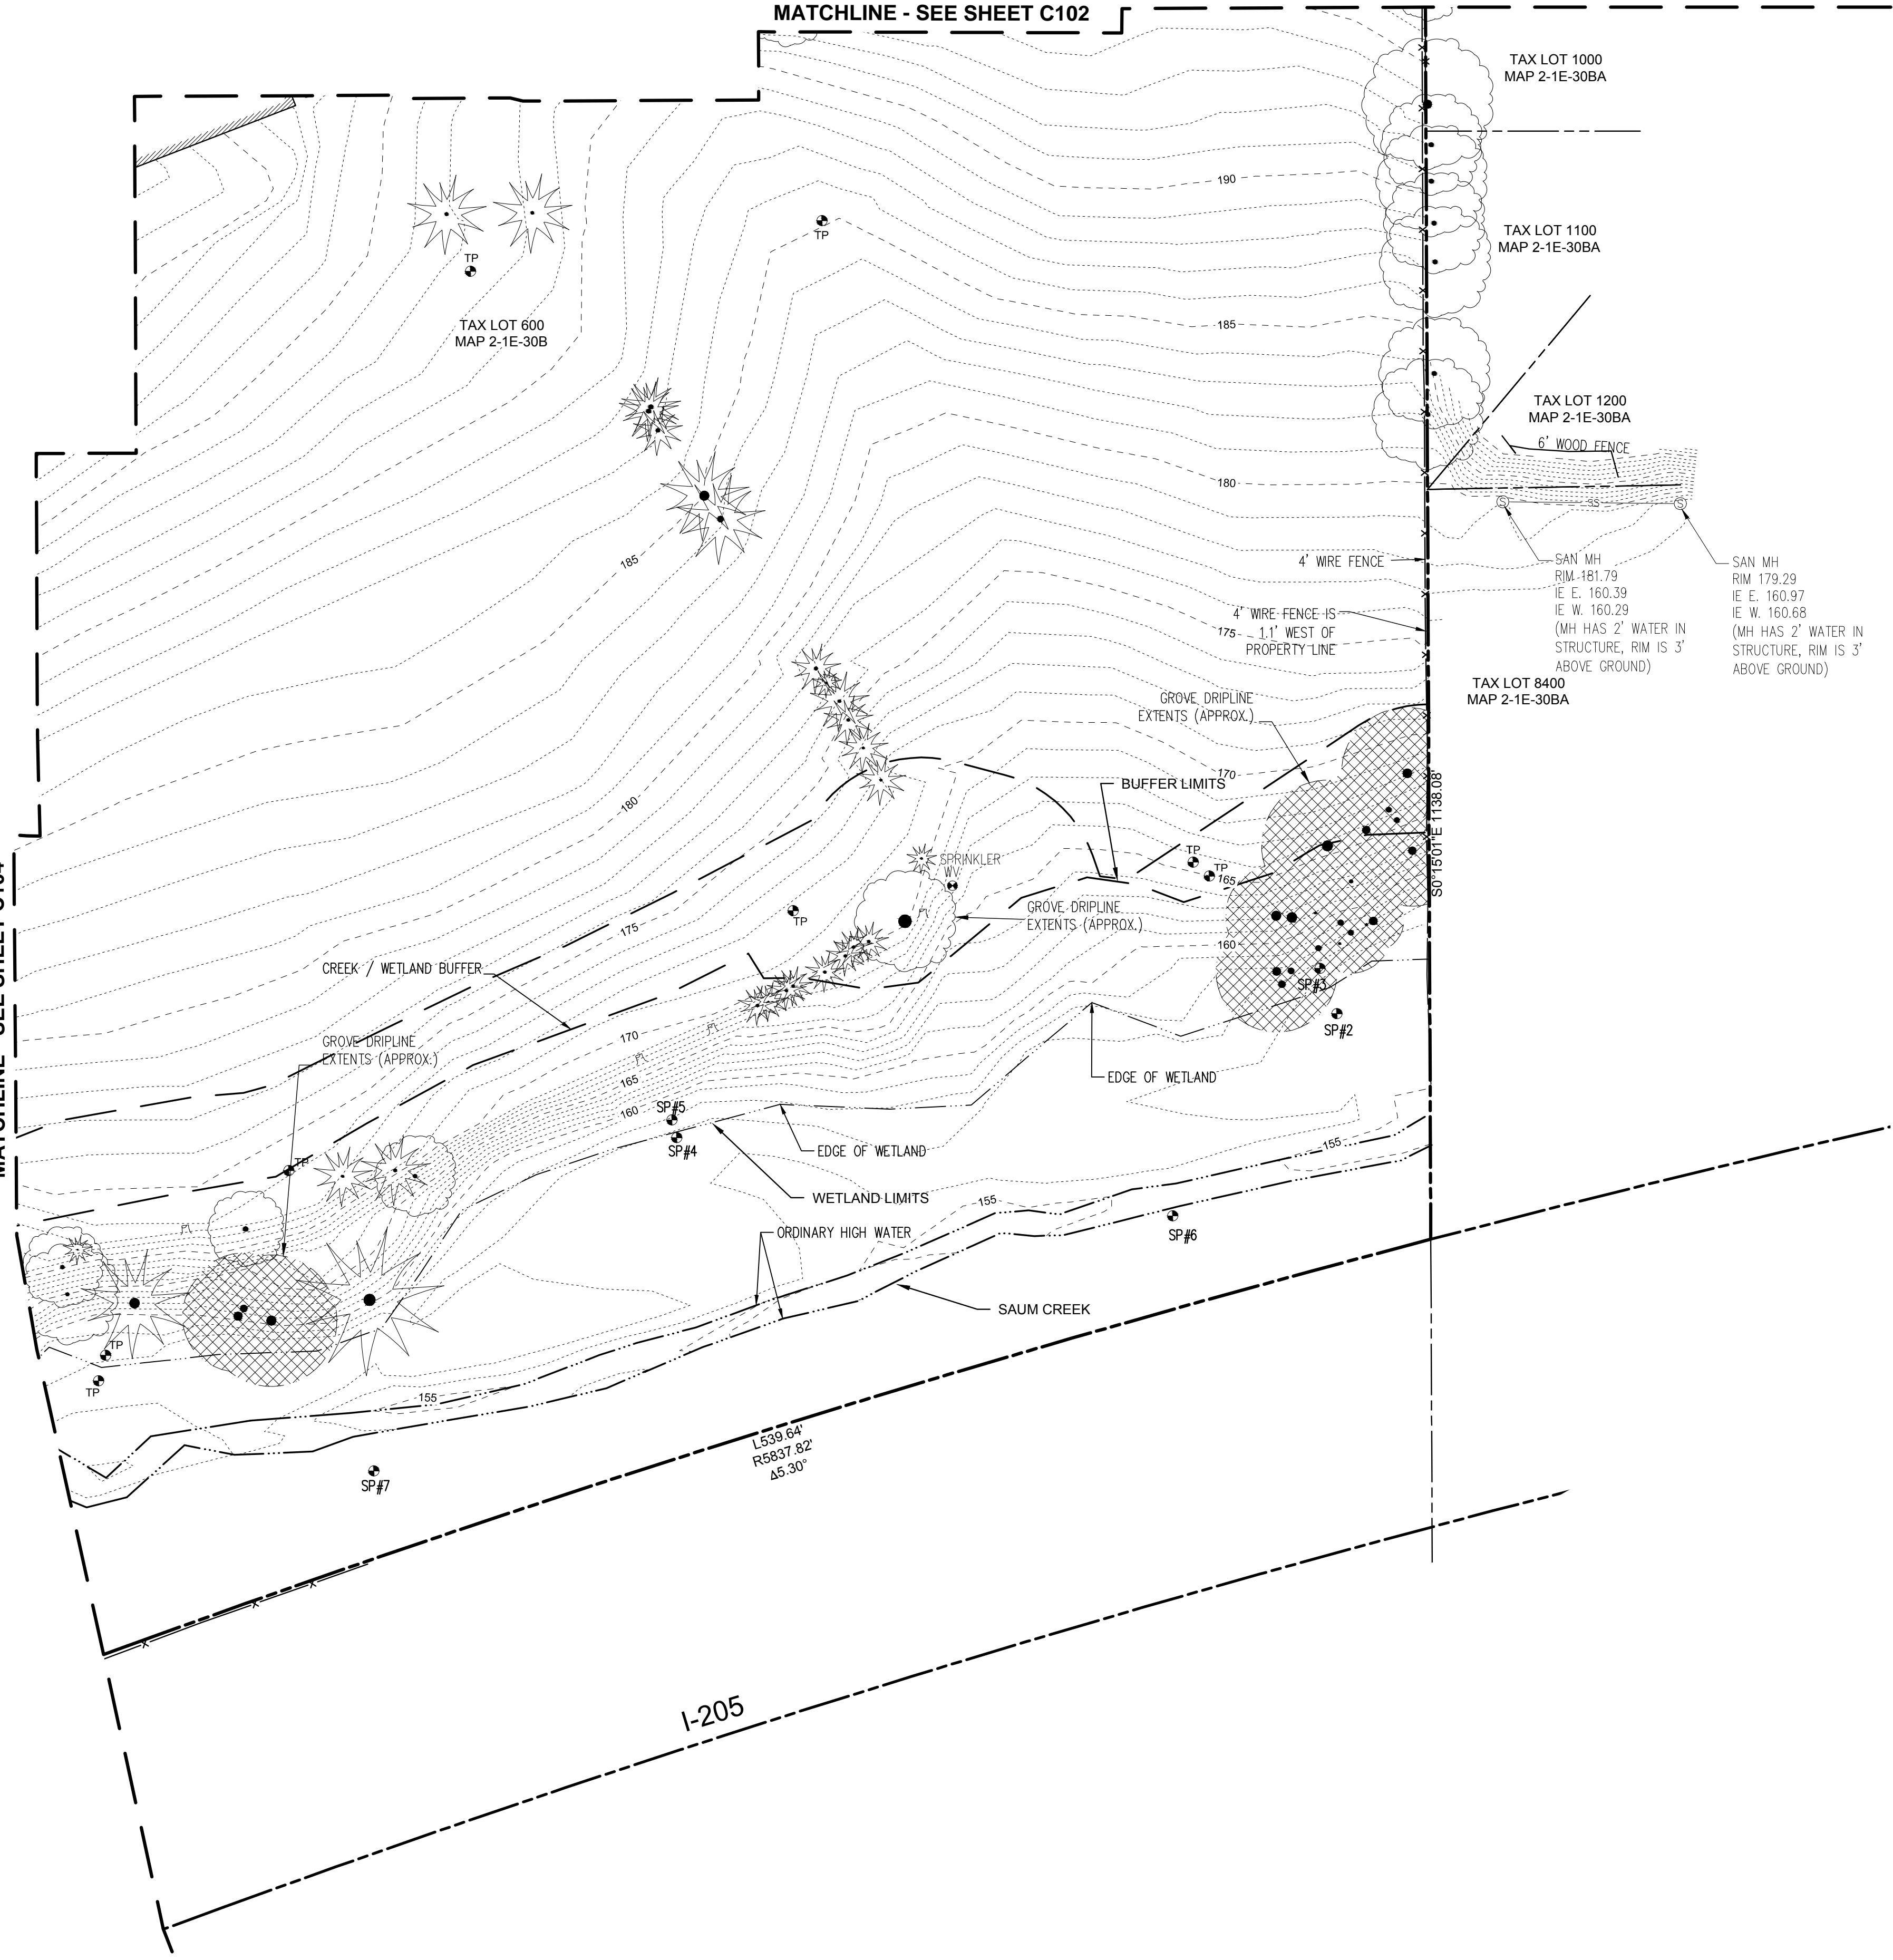 MATCHLINE - SEE SHEET C102
TAX LOT 1000
MAP 2-1E-30BA
190
TAX LOT 1100
MAP 2-1E-30BA
TP
TP
TAX LOT 600
MAP 2-1E-30B
185
TAX LOT 1200
MAP 2-1E-30BA
6' WOOD FENCE
180
S
SS
S
185
4' WIRE FENCE
SAN MH
RIM 181.79
IE E. 160.39
IE W. 160.29
(MH HAS 2' WATER IN
STRUCTURE, RIM IS 3'
ABOVE GROUND)
SAN MH
RIM 179.29
IE E. 160.97
IE W. 160.68
(MH HAS 2' WATER IN
STRUCTURE, RIM IS 3'
ABOVE GROUND)
4' WIRE FENCE IS
1.1' WEST OF
PROPERTY LINE
175
TAX LOT 8400
MAP 2-1E-30BA
GROVE DRIPLINE
EXTENTS (APPROX.)
170
BUFFER LIMITS
S0°15'01"E 1138.08'
180
TP
TP
165
SPRINKLER
WV
TP
GROVE DRIPLINE
EXTENTS (APPROX.)
175
160
CREEK / WETLAND BUFFER
SP#3
SP#2
170
GROVE DRIPLINE
EXTENTS (APPROX.)
165
EDGE OF WETLAND
160
SP#5
SP#4
155
EDGE OF WETLAND
TP
WETLAND LIMITS
155
ORDINARY HIGH WATER
SP#6
SAUM CREEK
TP
TP
155
L539.64'
R5837.82'
Δ5.30°
SP#7
I-205